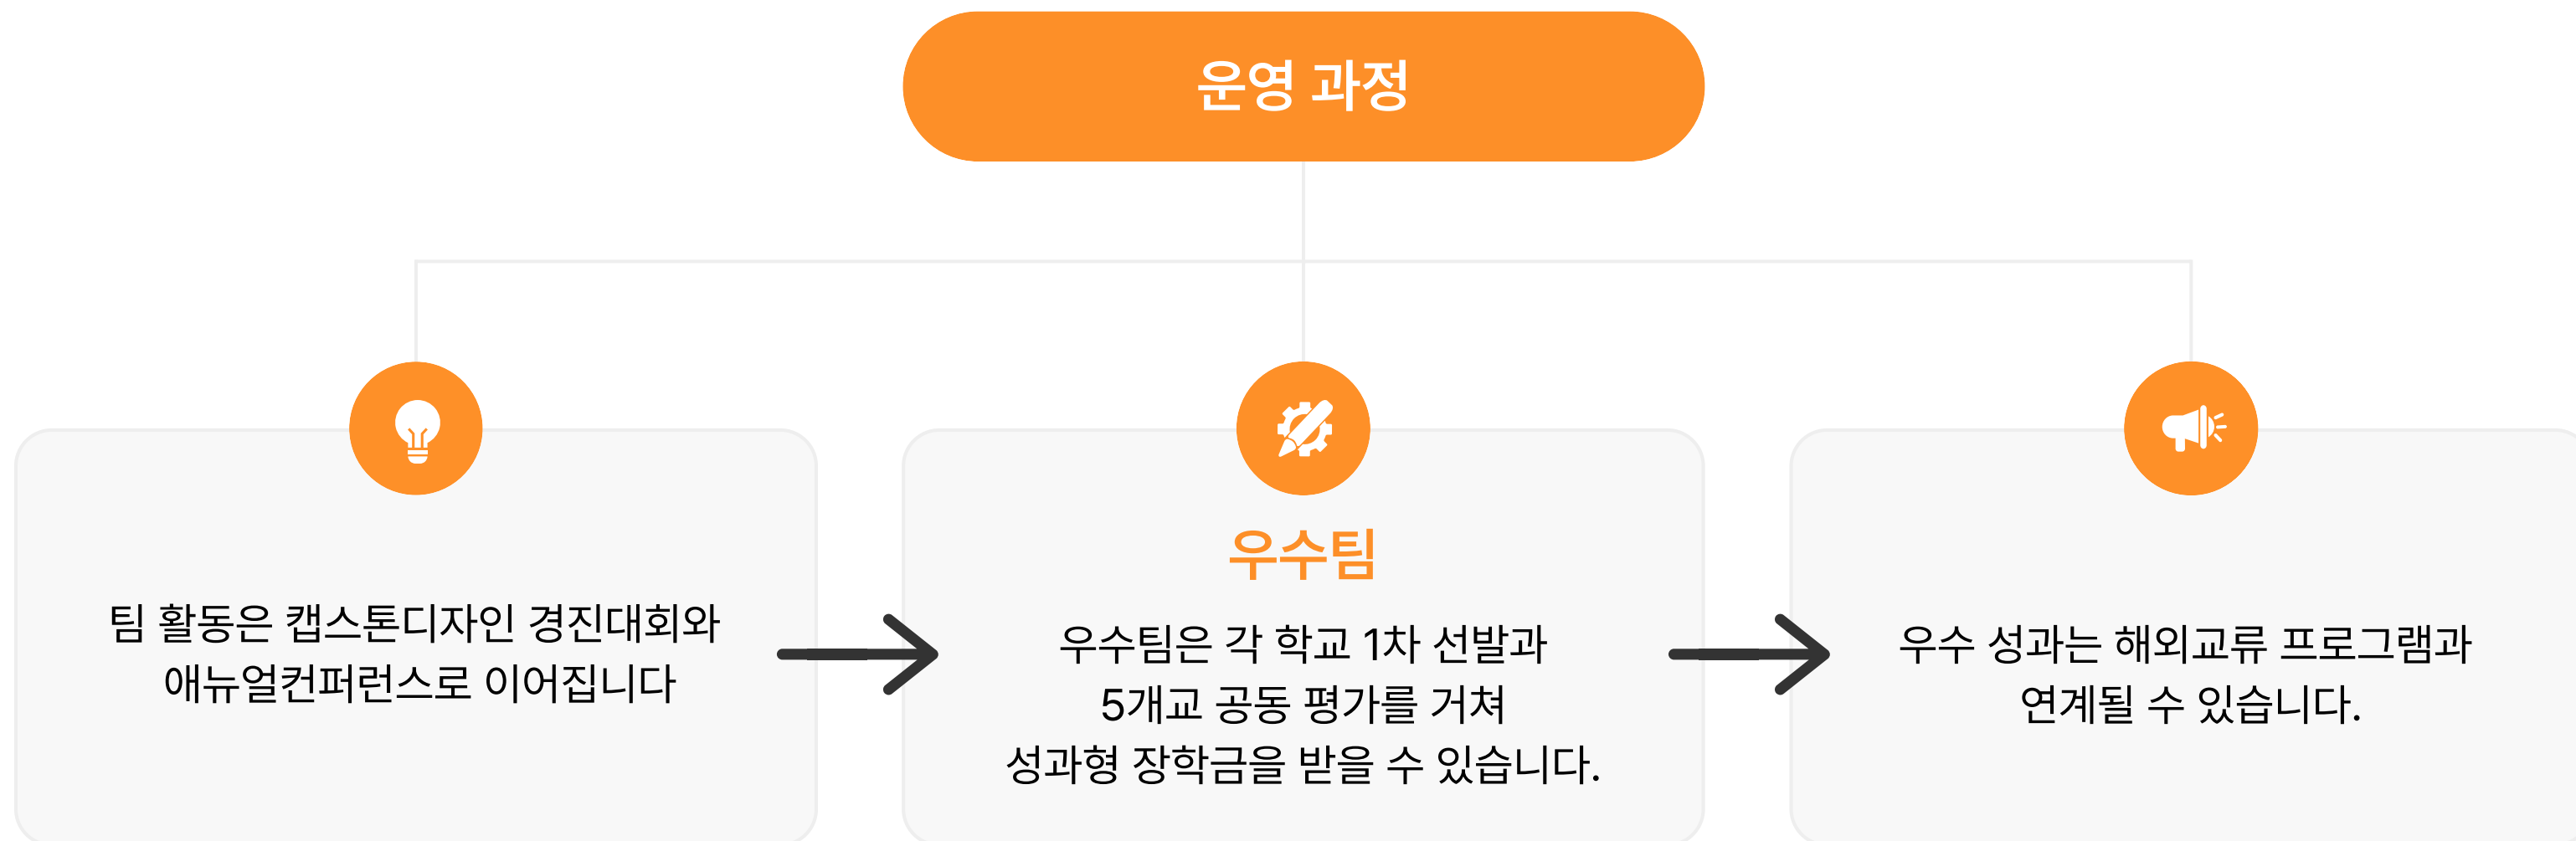 운영 과정
팀 활동은 캡스톤디자인 경진대회와
애뉴얼컨퍼런스로 이어집니다
우수팀
우수팀은 각 학교 1차 선발과
5개교 공동 평가를 거쳐
성과형 장학금을 받을 수 있습니다.
우수 성과는 해외교류 프로그램과
연계될 수 있습니다.